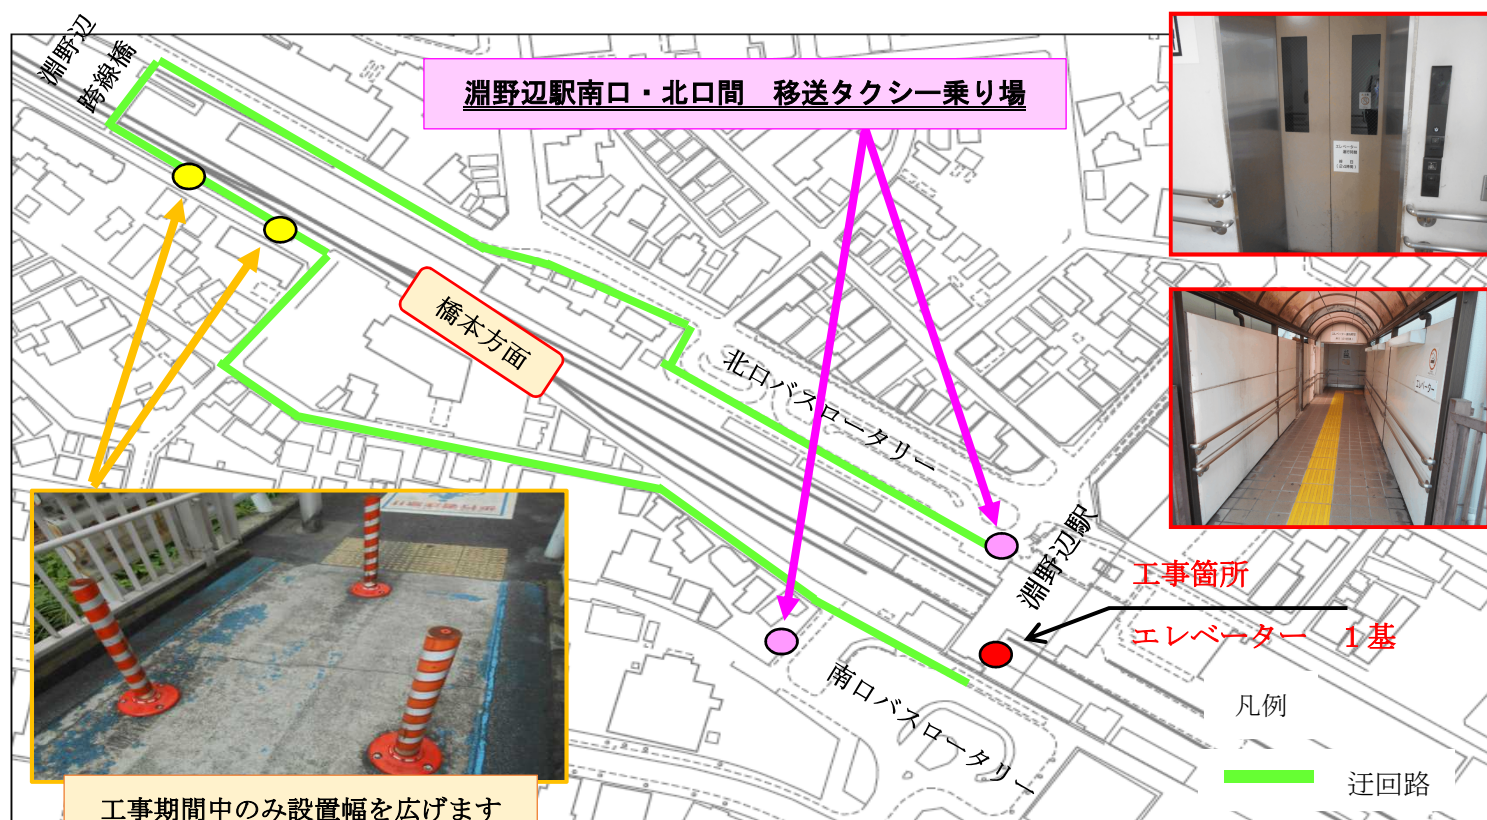 淵野辺
跨線橋
淵野辺駅南口・北口間　移送タクシー乗り場
橋本方面
北口バスロータリー
淵野辺駅
工事箇所
エレベーター　１基
南口バスロータリー
凡例
迂回路
工事期間中のみ設置幅を広げます
エレベーター